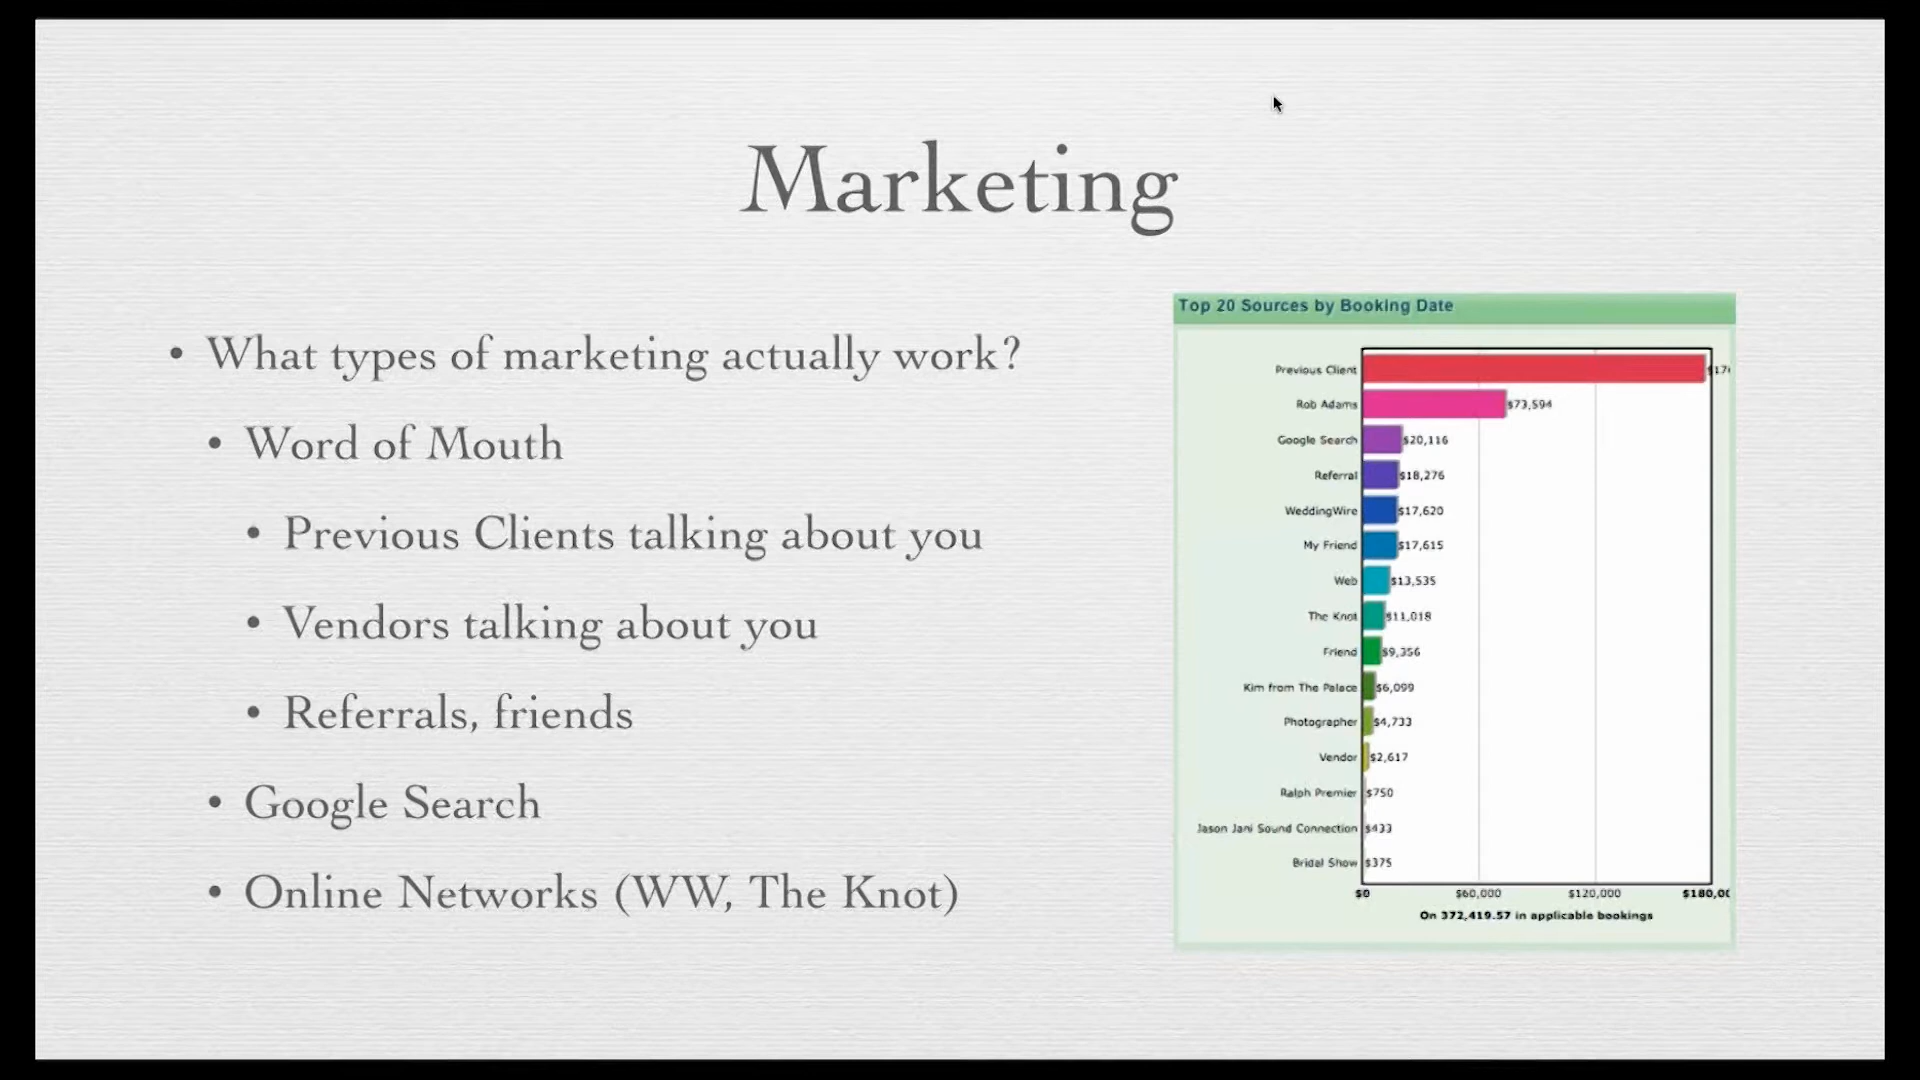 Marketing
• What types of marketing actually work?
• Word of Mouth
• Previous Clients talking about you
• Vendors talking about you
• Referrals, friends
• Google Search
• Online Networks (WW, The Knot)
Top 20 Sources by Booking Date
Previous Client
Rob Adams $73,594
Google Search $20,116
Referral $18,276
WeddingWire $17,620
My Friend $17,615
Web $13,535
The Knot $11,018
Friend $9,356
Kim from The Palace $6,099
Photographer $4,733
Vendor $2,617
Ralph Premier $750
Jason Jani Sound Connection $433
Bridal Show $375
$0 $60,000 $120,000
On 372,419.57 in applicable bookings